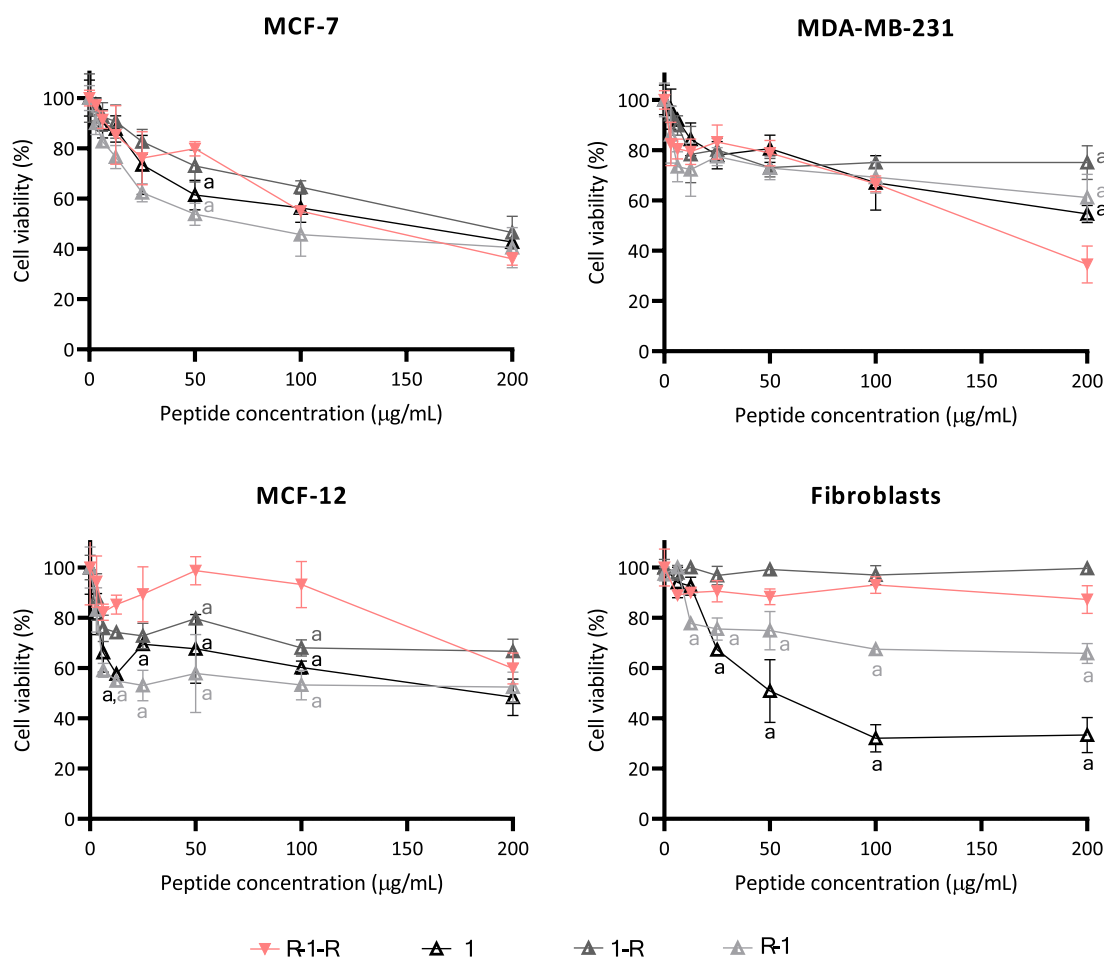 MCF-7
MDA-MB-231
Cell viability (%)
100
80
60
40
20
0
a
a
0
50
100
150
200
Peptide concentration (μg/mL)
Cell viability (%)
100
80
60
40
20
0
a
a
a
0
50
100
150
200
Peptide concentration (μg/mL)
MCF-12
Fibroblasts
Cell viability (%)
100
80
60
40
20
0
a
a
a
a
a
a,a
a
a
a
0
50
100
150
200
Peptide concentration (μg/mL)
Cell viability (%)
100
80
60
40
20
0
a
a
a
a
a
a
a
a
a
0
50
100
150
200
Peptide concentration (μg/mL)
R-1-R
1
1-R
R-1